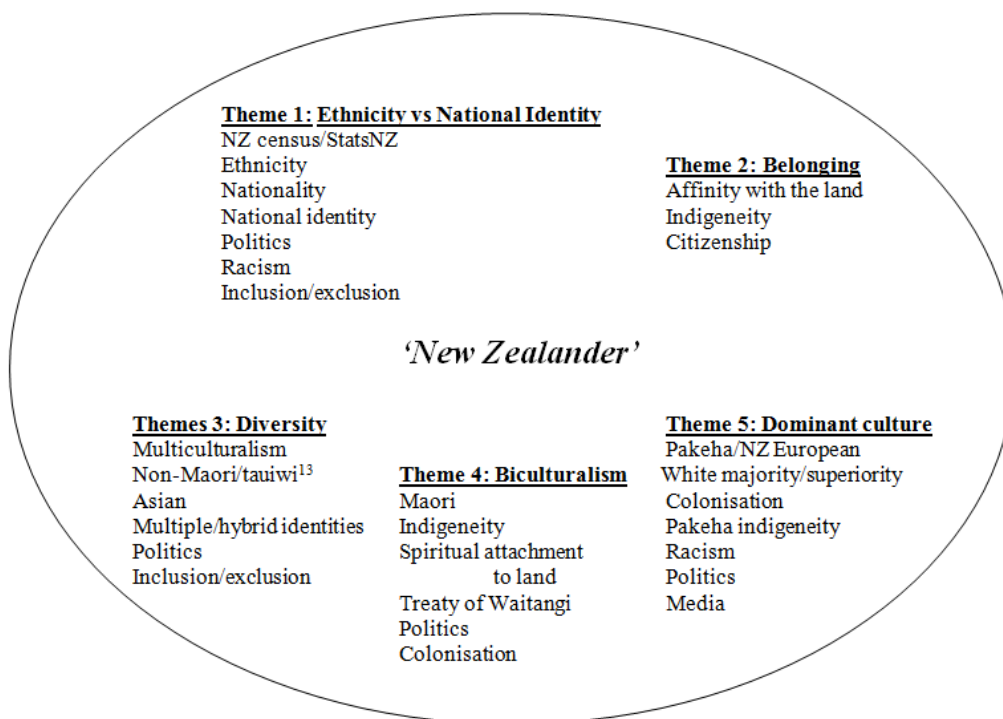 Theme 1: Ethnicity vs National Identity
NZ census/StatsNZ
Ethnicity
Nationality
National identity
Politics
Racism
Inclusion/exclusion
Theme 2: Belonging
Affinity with the land
Indigeneity
Citizenship
‘New Zealander’
Themes 3: Diversity
Multiculturalism
Non-Maori/tauiwi¹³
Asian
Multiple/hybrid identities
Politics
Inclusion/exclusion
Theme 4: Biculturalism
Maori
Indigeneity
Spiritual attachment
to land
Treaty of Waitangi
Politics
Colonisation
Theme 5: Dominant culture
Pakeha/NZ European
White majority/superiority
Colonisation
Pakeha indigeneity
Racism
Politics
Media